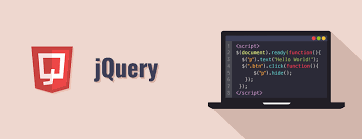 jQuery
<script>
$(document).ready(function(){
$("p").text("Hello World!");
$(".btn").click(function(){
$("p").hide();
});
});
</script>